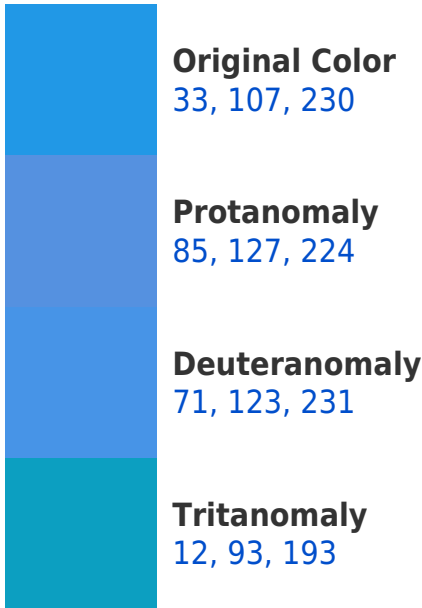 Original Color
33, 107, 230
Protanomaly
85, 127, 224
Deuteranomaly
71, 123, 231
Tritanomaly
12, 93, 193